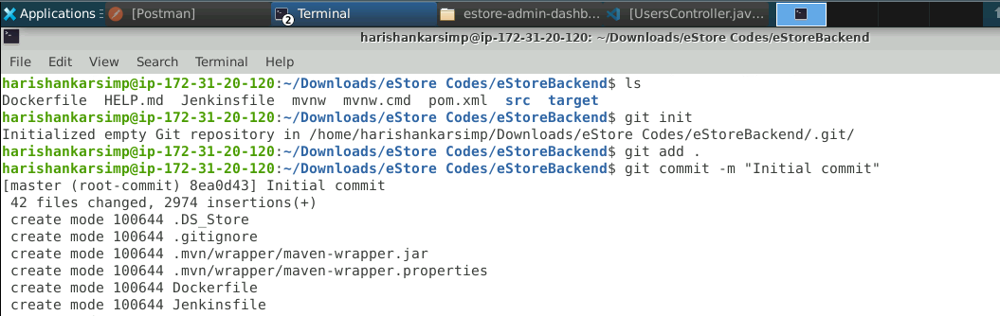 Applications
[Postman]
2
Terminal
estore-admin-dashb...
[UsersController.jav...
harishankarsimp@ip-172-31-20-120: ~/Downloads/eStore Codes/eStoreBackend
File Edit View Search Terminal Help
harishankarsimp@ip-172-31-20-120:~/Downloads/eStore Codes/eStoreBackend$ ls
Dockerfile HELP.md Jenkinsfile mvnw mvnw.cmd pom.xml src target
harishankarsimp@ip-172-31-20-120:~/Downloads/eStore Codes/eStoreBackend$ git init
Initialized empty Git repository in /home/harishankarsimp/Downloads/eStore Codes/eStoreBackend/.git/
harishankarsimp@ip-172-31-20-120:~/Downloads/eStore Codes/eStoreBackend$ git add .
harishankarsimp@ip-172-31-20-120:~/Downloads/eStore Codes/eStoreBackend$ git commit -m "Initial commit"
[master (root-commit) 8ea0d43] Initial commit
 42 files changed, 2974 insertions(+)
 create mode 100644 .DS_Store
 create mode 100644 .gitignore
 create mode 100644 .mvn/wrapper/maven-wrapper.jar
 create mode 100644 .mvn/wrapper/maven-wrapper.properties
 create mode 100644 Dockerfile
 create mode 100644 Jenkinsfile